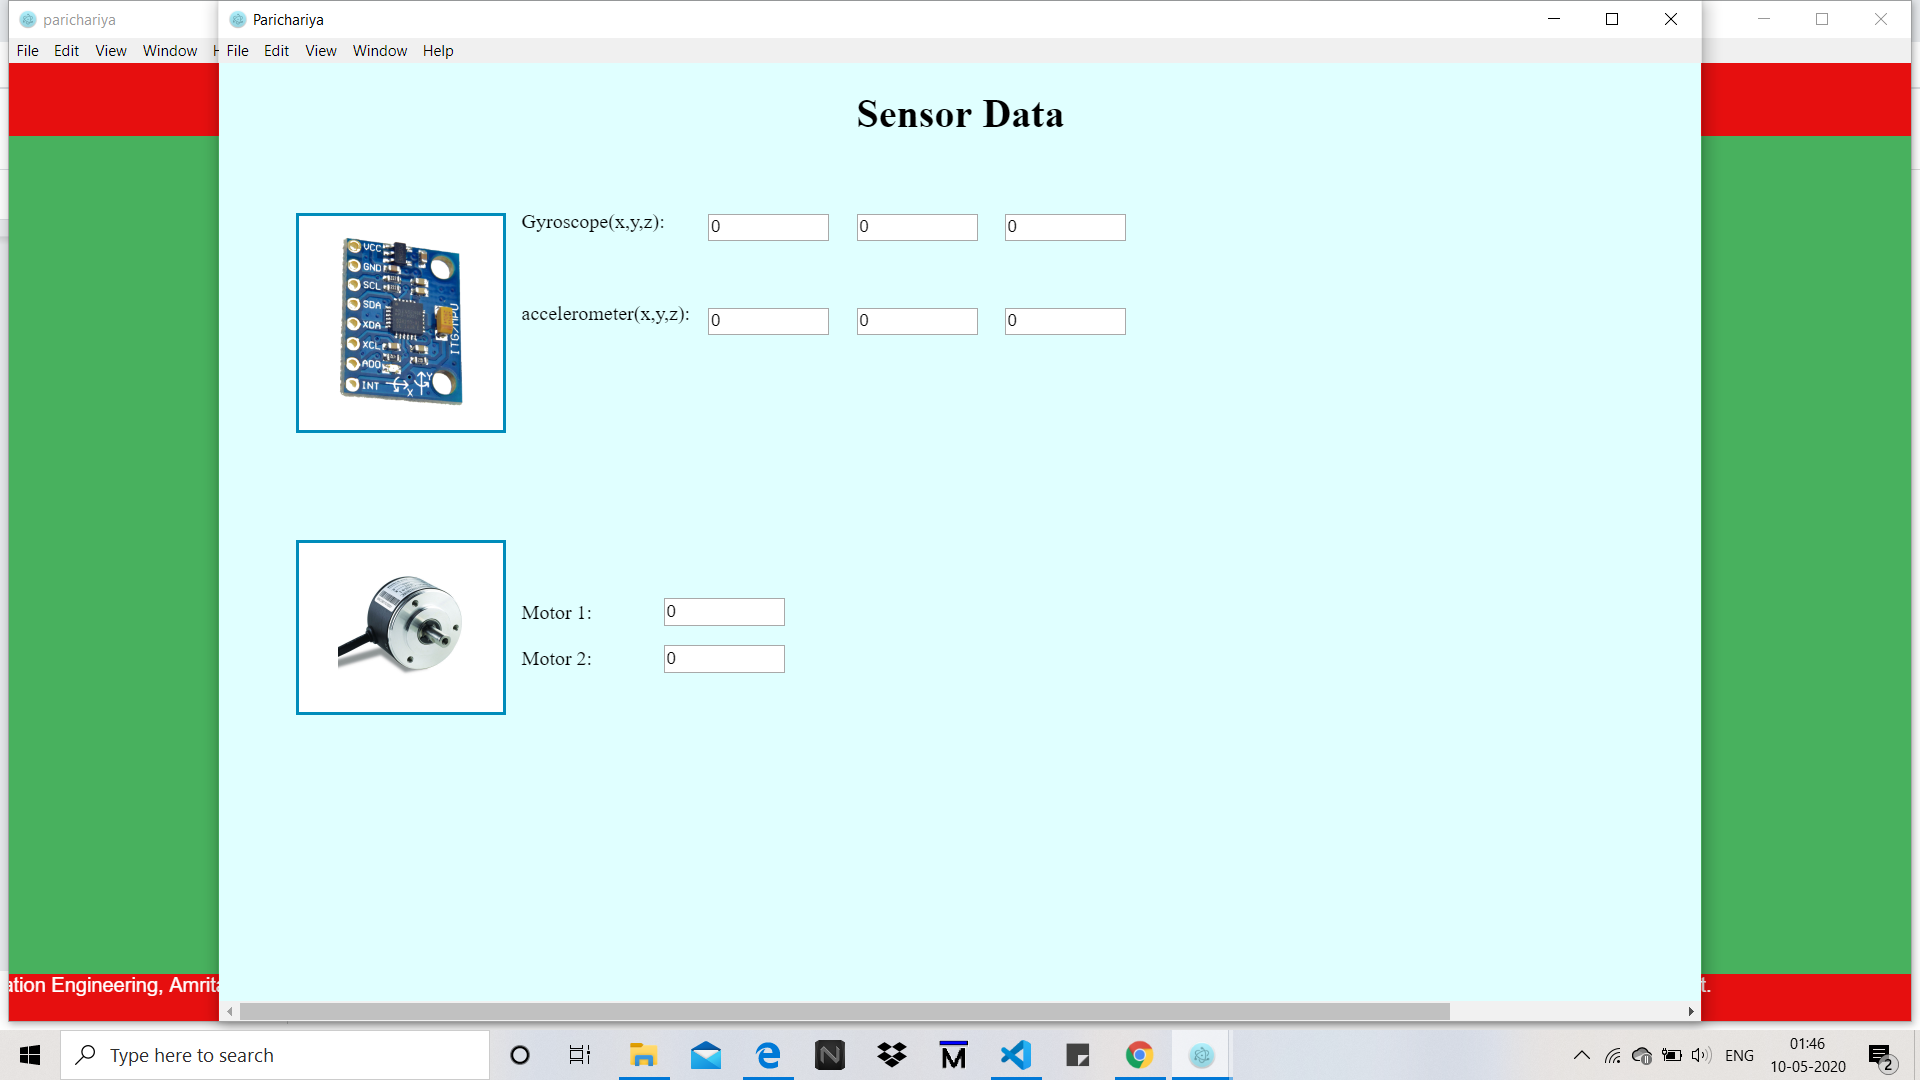 parichariya
Parichariya
File Edit View Window H
File Edit View Window Help
Sensor Data
Gyroscope(x,y,z): 0 0 0
VCC
GND
SCL
SDA
XDA
XCL
ADO
INT
ITG/MPU
X
Y
accelerometer(x,y,z): 0 0 0
Motor 1: 0
Motor 2: 0
ation Engineering, Amrita
t.
Type here to search
N
M
ENG
01:46
10-05-2020
2